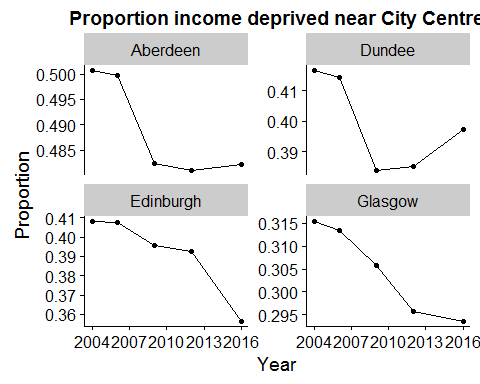 Proportion income deprived near City Centre
Aberdeen
Dundee
0.500
0.495
0.490
0.485
0.41
0.40
0.39
Edinburgh
Glasgow
0.41
0.40
0.39
0.38
0.37
0.36
0.315
0.310
0.305
0.300
0.295
2004 2007 2010 2013 2016
2004 2007 2010 2013 2016
Proportion
Year